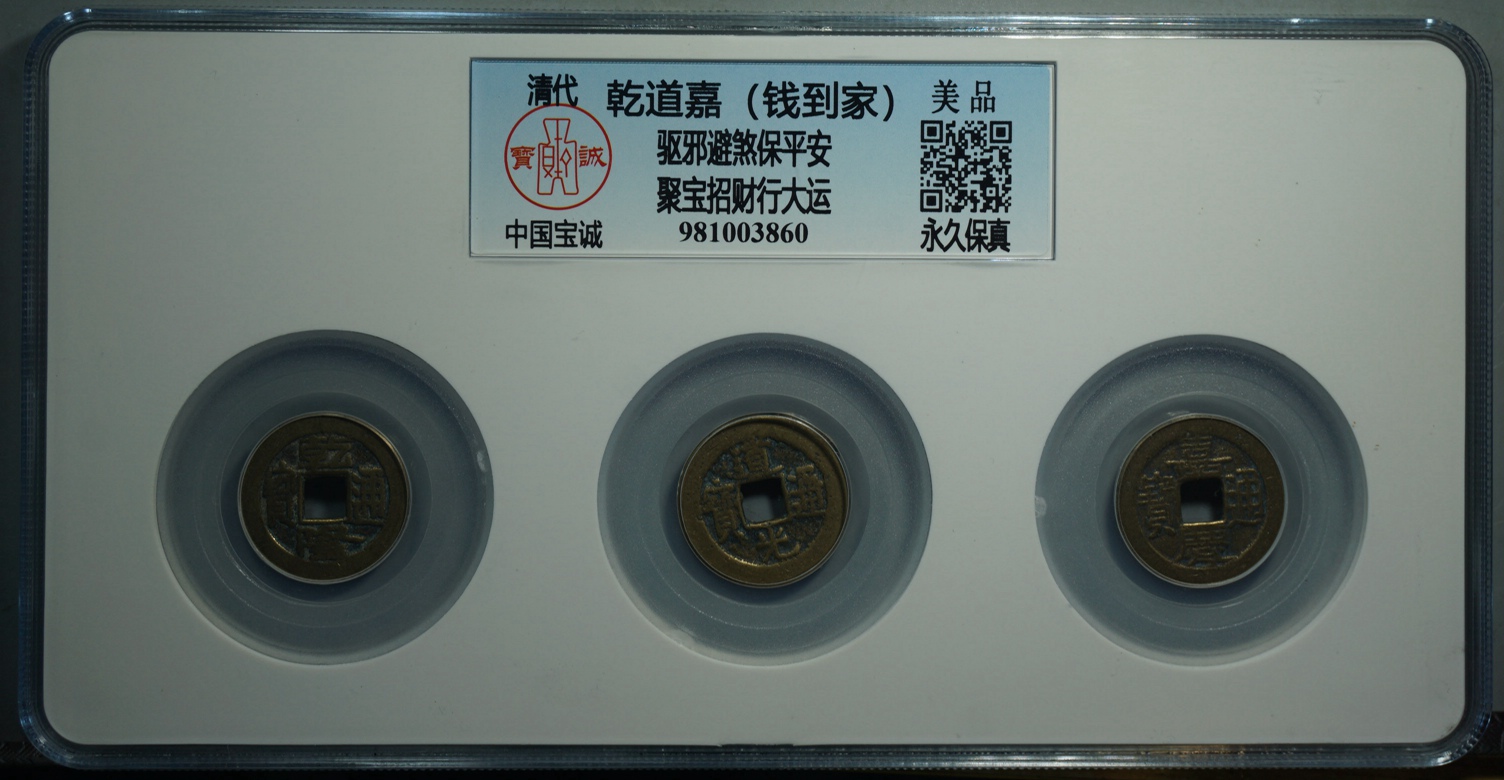 清代 乾道嘉（钱到家） 美品
寶 誠
驱邪避煞保平安
聚宝招财行大运
中国宝诚 981003860 永久保真
乾隆通寶
道光通寶
嘉慶通寶